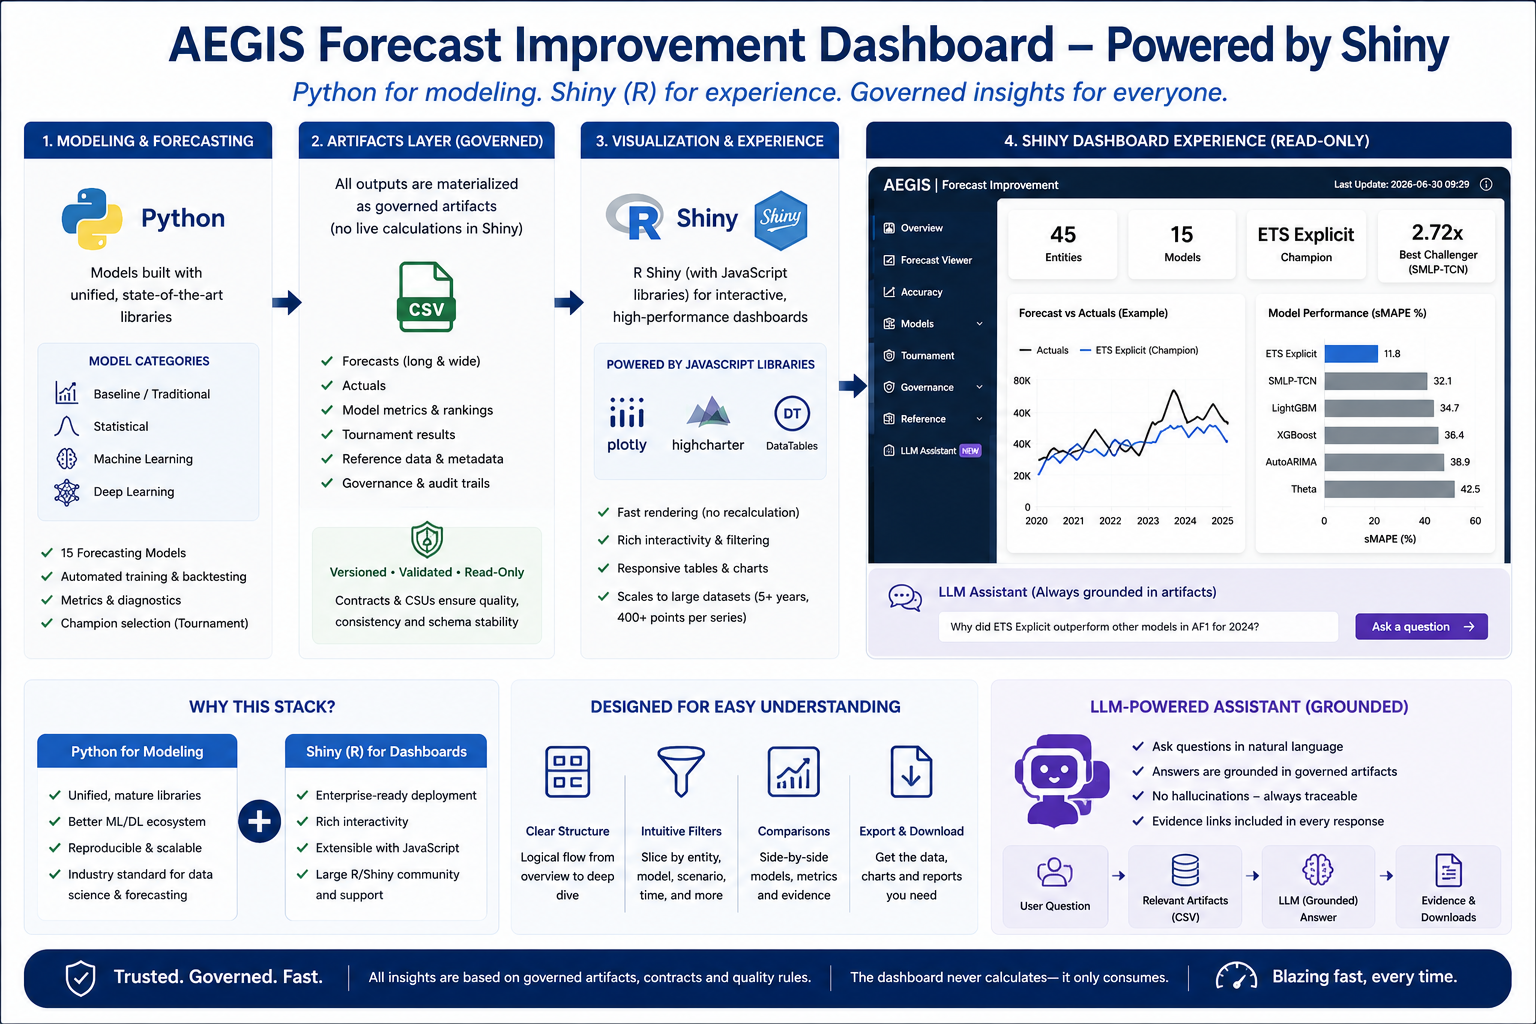 AEGIS Forecast Improvement Dashboard – Powered by Shiny
Python for modeling. Shiny (R) for experience. Governed insights for everyone.
1. MODELING & FORECASTING
Python
Models built with
unified, state-of-the-art
libraries
MODEL CATEGORIES
Baseline / Traditional
Statistical
Machine Learning
Deep Learning
15 Forecasting Models
Automated training & backtesting
Metrics & diagnostics
Champion selection (Tournament)
2. ARTIFACTS LAYER (GOVERNED)
All outputs are materialized
as governed artifacts
(no live calculations in Shiny)
CSV
Forecasts (long & wide)
Actuals
Model metrics & rankings
Tournament results
Reference data & metadata
Governance & audit trails
Versioned • Validated • Read-Only
Contracts & CSUs ensure quality,
consistency and schema stability
3. VISUALIZATION & EXPERIENCE
R
Shiny
Shiny
R Shiny (with JavaScript
libraries) for interactive,
high-performance dashboards
POWERED BY JAVASCRIPT LIBRARIES
plotly
highcharter
DT
DataTables
Fast rendering (no recalculation)
Rich interactivity & filtering
Responsive tables & charts
Scales to large datasets (5+ years,
400+ points per series)
4. SHINY DASHBOARD EXPERIENCE (READ-ONLY)
AEGIS | Forecast Improvement
Last Update: 2026-06-30 09:29
Overview
Forecast Viewer
Accuracy
Models
Tournament
Governance
Reference
LLM Assistant NEW
45
Entities
15
Models
ETS Explicit
Champion
2.72x
Best Challenger
(SMLP-TCN)
Forecast vs Actuals (Example)
Actuals
ETS Explicit (Champion)
80K
40K
40K
20K
0
2020 2021 2022 2023 2024 2025
Model Performance (sMAPE %)
ETS Explicit 11.8
SMLP-TCN 32.1
LightGBM 34.7
XGBoost 36.4
AutoARIMA 38.9
Theta 42.5
0 20 40 60
sMAPE (%)
LLM Assistant (Always grounded in artifacts)
Why did ETS Explicit outperform other models in AF1 for 2024?
Ask a question →
WHY THIS STACK?
Python for Modeling
Unified, mature libraries
Better ML/DL ecosystem
Reproducible & scalable
Industry standard for data
science & forecasting
+
Shiny (R) for Dashboards
Enterprise-ready deployment
Rich interactivity
Extensible with JavaScript
Large R/Shiny community
and support
DESIGNED FOR EASY UNDERSTANDING
Clear Structure
Logical flow from
overview to deep
dive
Intuitive Filters
Slice by entity,
model, scenario,
time, and more
Comparisons
Side-by-side
models, metrics
and evidence
Export & Download
Get the data,
charts and reports
you need
LLM-POWERED ASSISTANT (GROUNDED)
Ask questions in natural language
Answers are grounded in governed artifacts
No hallucinations – always traceable
Evidence links included in every response
User Question
Relevant Artifacts
(CSV)
LLM (Grounded)
Answer
Evidence &
Downloads
Trusted. Governed. Fast.
All insights are based on governed artifacts, contracts and quality rules.
The dashboard never calculates— it only consumes.
Blazing fast, every time.